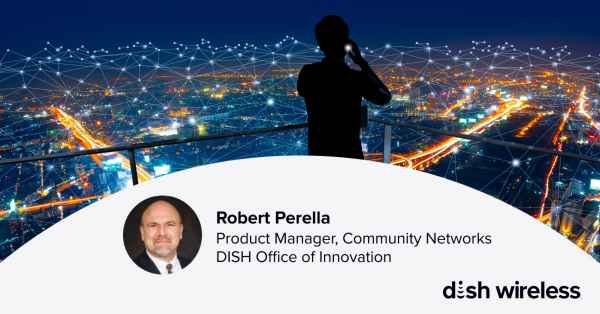 Robert Perella
Product Manager, Community Networks
DISH Office of Innovation
dish wireless